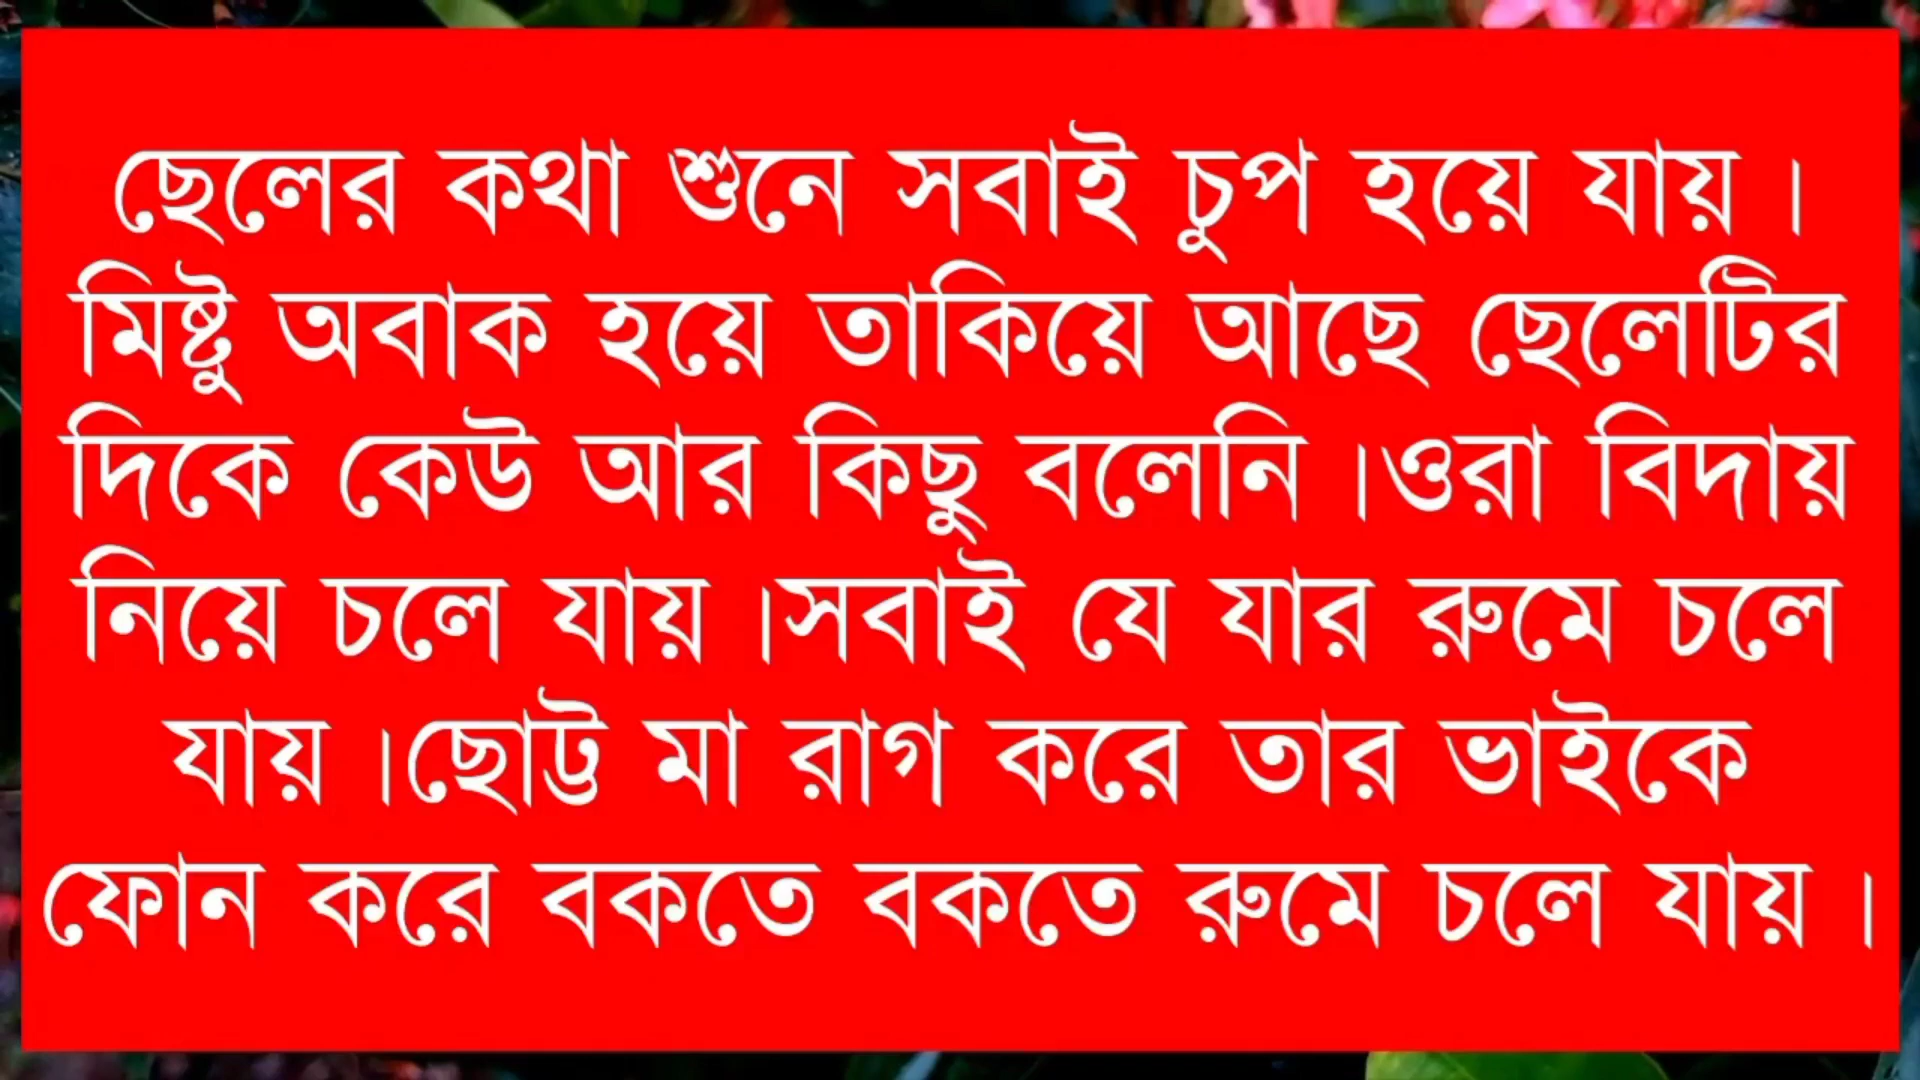 ছেলের কথা শুনে সবাই চুপ হয়ে যায় ।
মিষ্টু অবাক হয়ে তাকিয়ে আছে ছেলেটির
দিকে কেউ আর কিছু বলেনি ।ওরা বিদায়
নিয়ে চলে যায় ।সবাই যে যার রুমে চলে
যায় ।ছোট্ট মা রাগ করে তার ভাইকে
ফোন করে বকতে বকতে রুমে চলে যায় ।